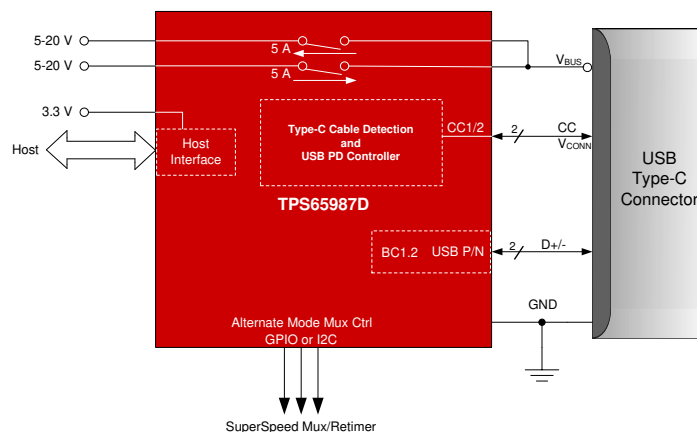 5-20 V
5 A
5-20 V
5 A
VBUS
3.3 V
Type-C Cable Detection
and
USB PD Controller
CC1/2
2
CC
VCONN
Host
Host
Interface
USB
Type-C
Connector
TPS65987D
BC1.2 USB P/N
2
D+/-
GND
Alternate Mode Mux Ctrl
GPIO or I2C
SuperSpeed Mux/Retimer